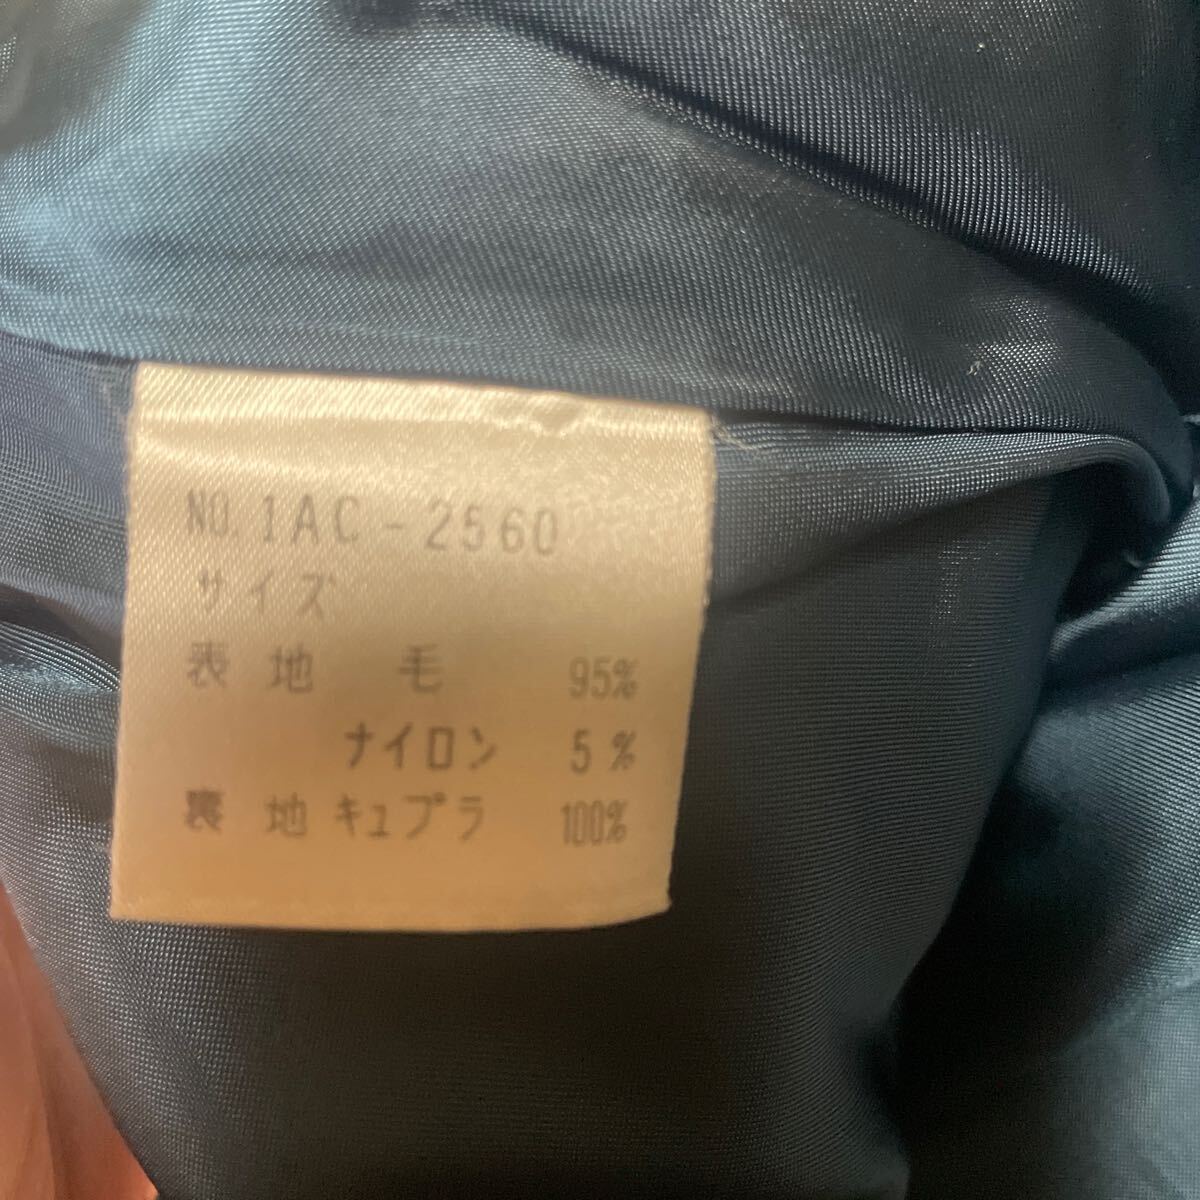 NO. 1AC-2560
サイズ
表地 毛 95%
ナイロン 5%
裏地 キュプラ 100%